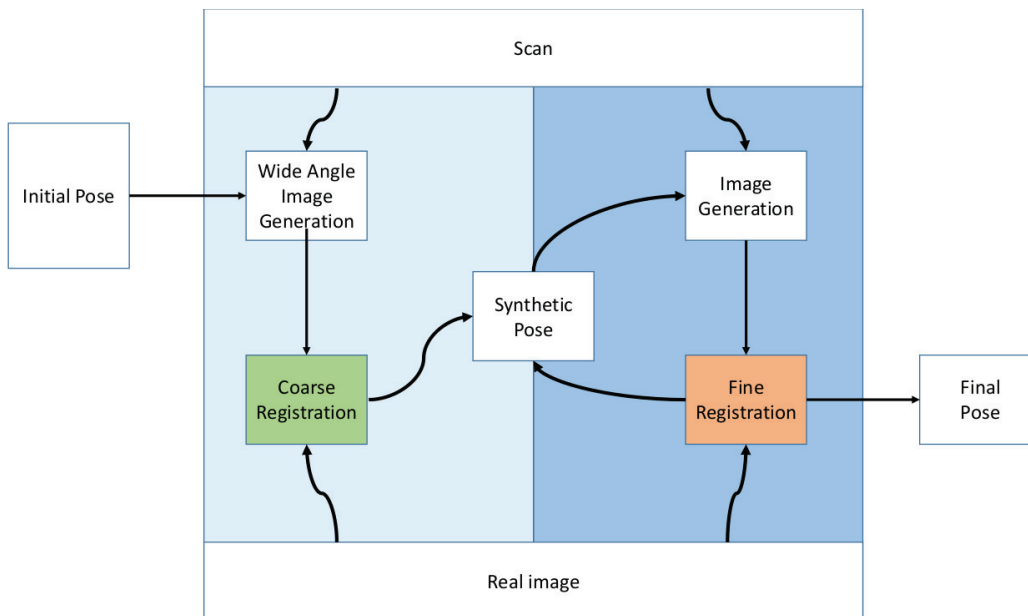 Scan
Initial Pose
Wide Angle
Image
Generation
Image
Generation
Synthetic
Pose
Coarse
Registration
Fine
Registration
Final
Pose
Real image